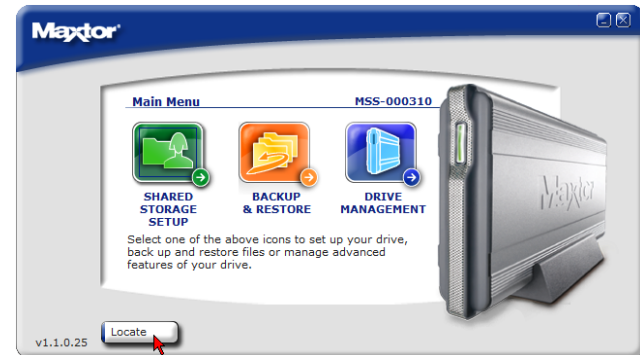 Maxtor
Main Menu MSS-000310
SHARED STORAGE SETUP
BACKUP & RESTORE
DRIVE MANAGEMENT
Select one of the above icons to set up your drive,
back up and restore files or manage advanced
features of your drive.
Maxtor
v1.1.0.25
Locate